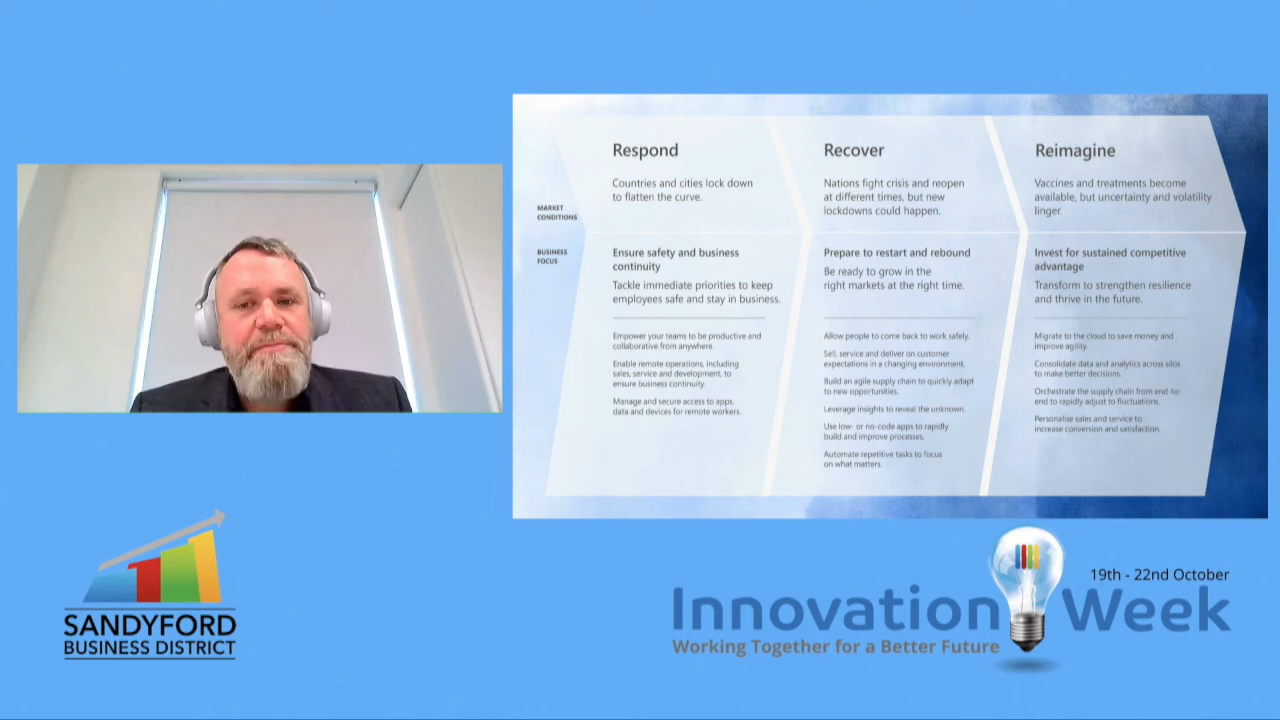 Respond
Countries and cities lock down
to flatten the curve.
Recover
Nations fight crisis and reopen
at different times, but new
lockdowns could happen.
Reimagine
Vaccines and treatments become
available, but uncertainty and volatility
linger.
MARKET
CONDITIONS
BUSINESS
FOCUS
Ensure safety and business
continuity
Tackle immediate priorities to keep
employees safe and stay in business.
Empower your teams to be productive and
collaborative from anywhere.
Enable remote operations, including
sales, service and development, to
ensure business continuity.
Manage and secure access to apps,
data and devices for remote workers.
Prepare to restart and rebound
Be ready to grow in the
right markets at the right time.
Allow people to come back to work safely.
Sell, service and deliver on customer
expectations in a changing environment.
Build an agile supply chain to quickly adapt
to new opportunities.
Leverage insights to reveal the unknown.
Use low- or no-code apps to rapidly
build and improve processes.
Automate repetitive tasks to focus
on what matters.
Invest for sustained competitive
advantage
Transform to strengthen resilience
and thrive in the future.
Migrate to the cloud to save money and
improve agility.
Consolidate data and analytics across silos
to make better decisions.
Orchestrate the supply chain from end-to-
end to rapidly adjust to fluctuations.
Personalise sales and service to
increase conversion and satisfaction.
SANDYFORD
BUSINESS DISTRICT
19th - 22nd October
Innovation Week
Working Together for a Better Future